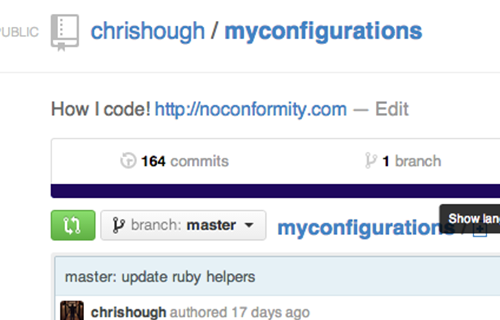 PUBLIC chrishough / myconfigurations
How I code! http://noconformity.com — Edit
164 commits 1 branch
Show
branch: master myconfigurations /
master: update ruby helpers
chrishough authored 17 days ago